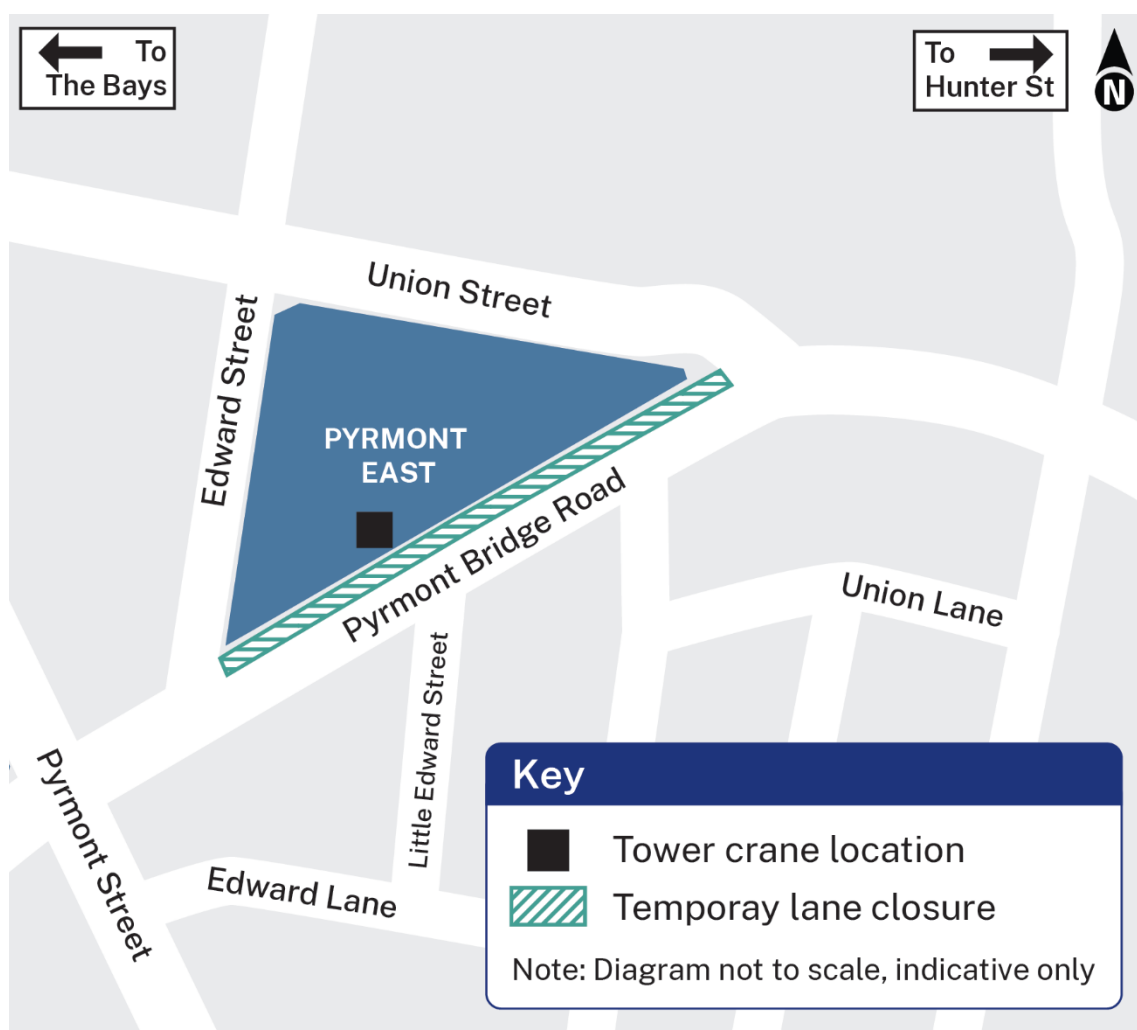 To
The Bays
To
Hunter St
N
Union Street
Edward Street
PYRMONT
EAST
Pyrmont Bridge Road
Union Lane
Little Edward Street
Pyrmont Street
Edward Lane
Key
Tower crane location
Temporay lane closure
Note: Diagram not to scale, indicative only